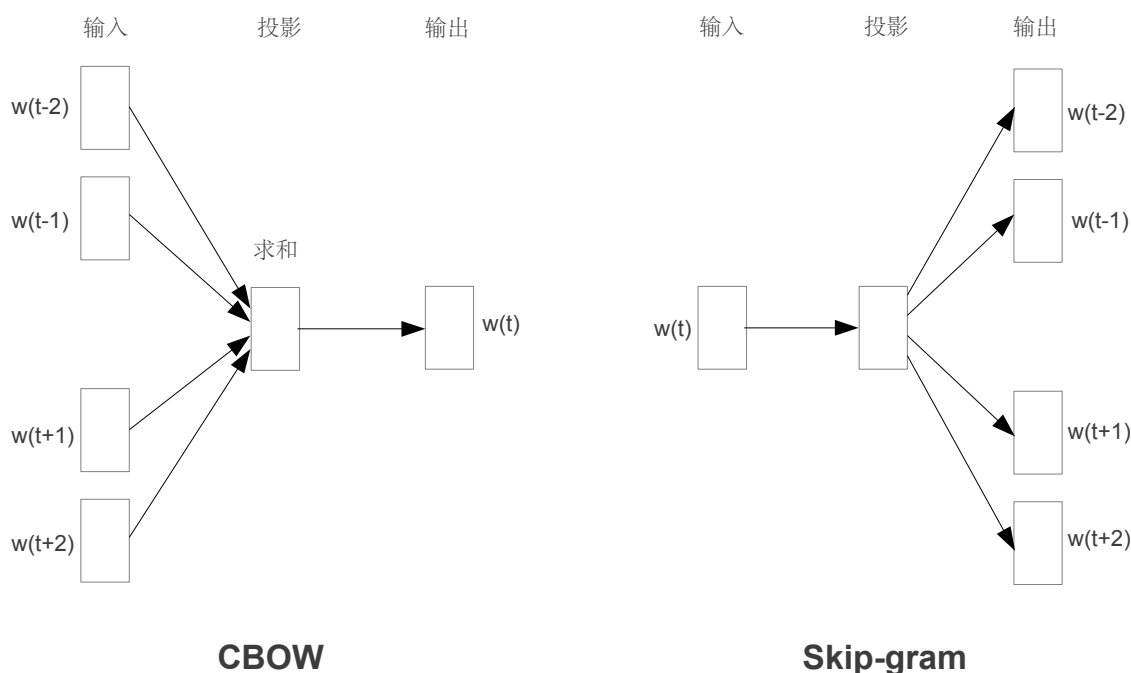 输入 投影 输出 输入 投影 输出
w(t-2) w(t-2)
w(t-1) w(t-1)
求和
w(t) w(t)
w(t+1) w(t+1)
w(t+2) w(t+2)
CBOW Skip-gram